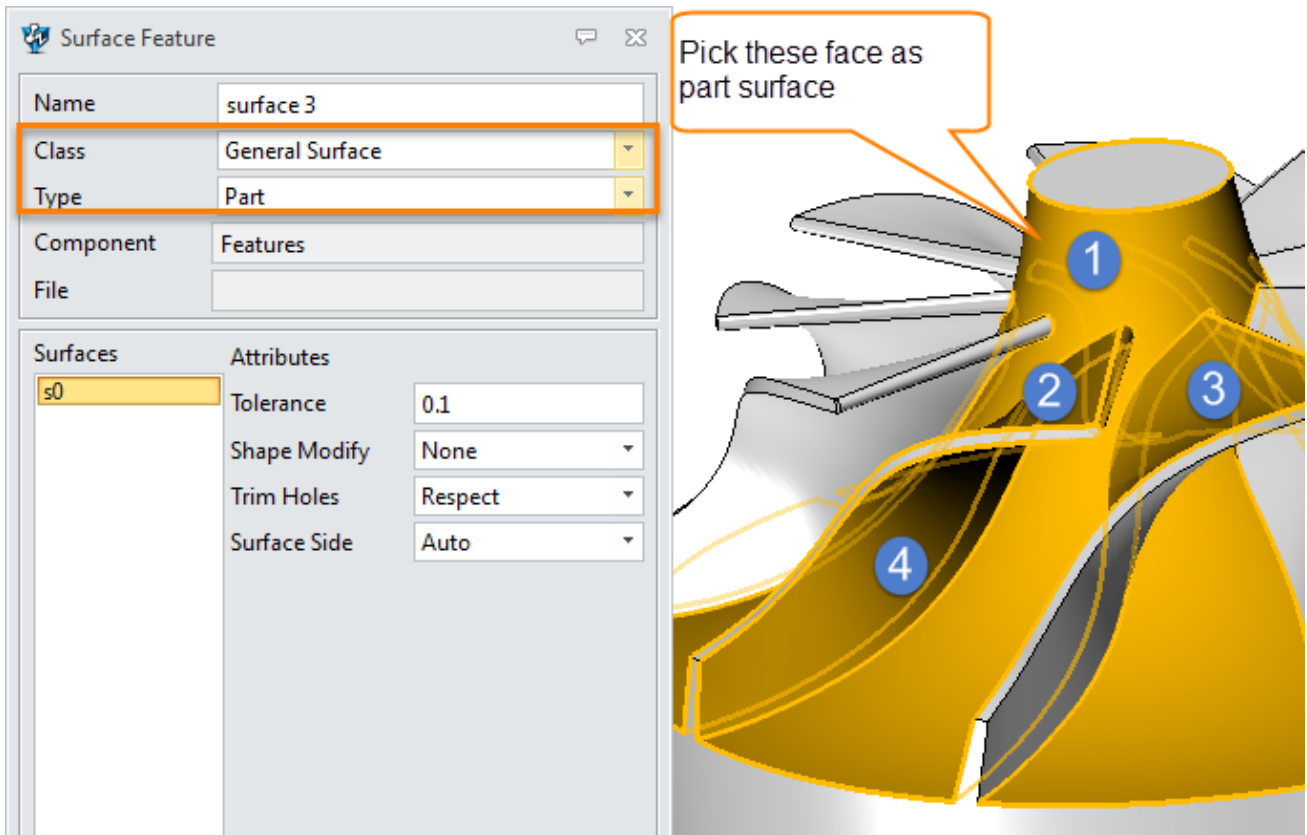 Surface Feature
Name surface 3
Class General Surface
Type Part
Component Features
File
Surfaces Attributes
s0
Tolerance 0.1
Shape Modify None
Trim Holes Respect
Surface Side Auto
Pick these face as
part surface
1
2
3
4